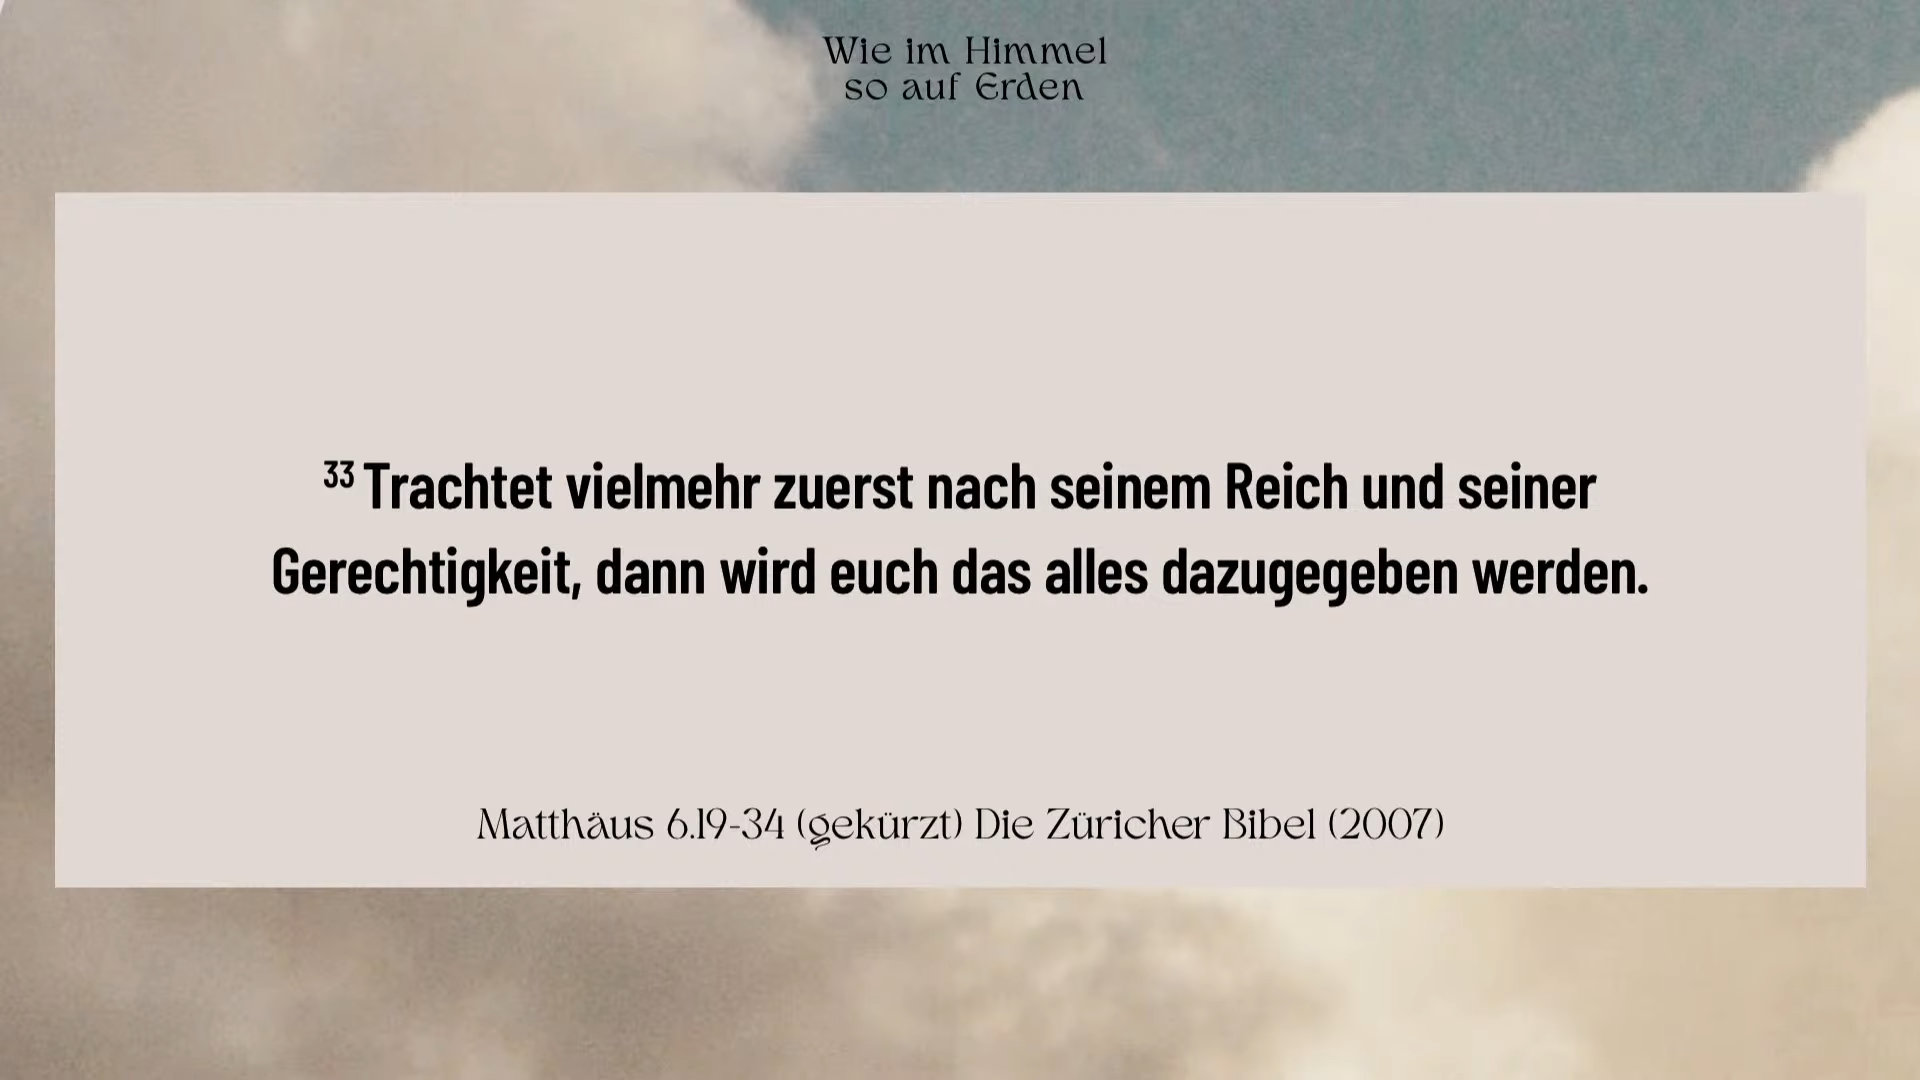 Wie im Himmel
so auf Erden
33 Trachtet vielmehr zuerst nach seinem Reich und seiner
Gerechtigkeit, dann wird euch das alles dazugegeben werden.
Matthäus 6.19-34 (gekürzt) Die Züricher Bibel (2007)